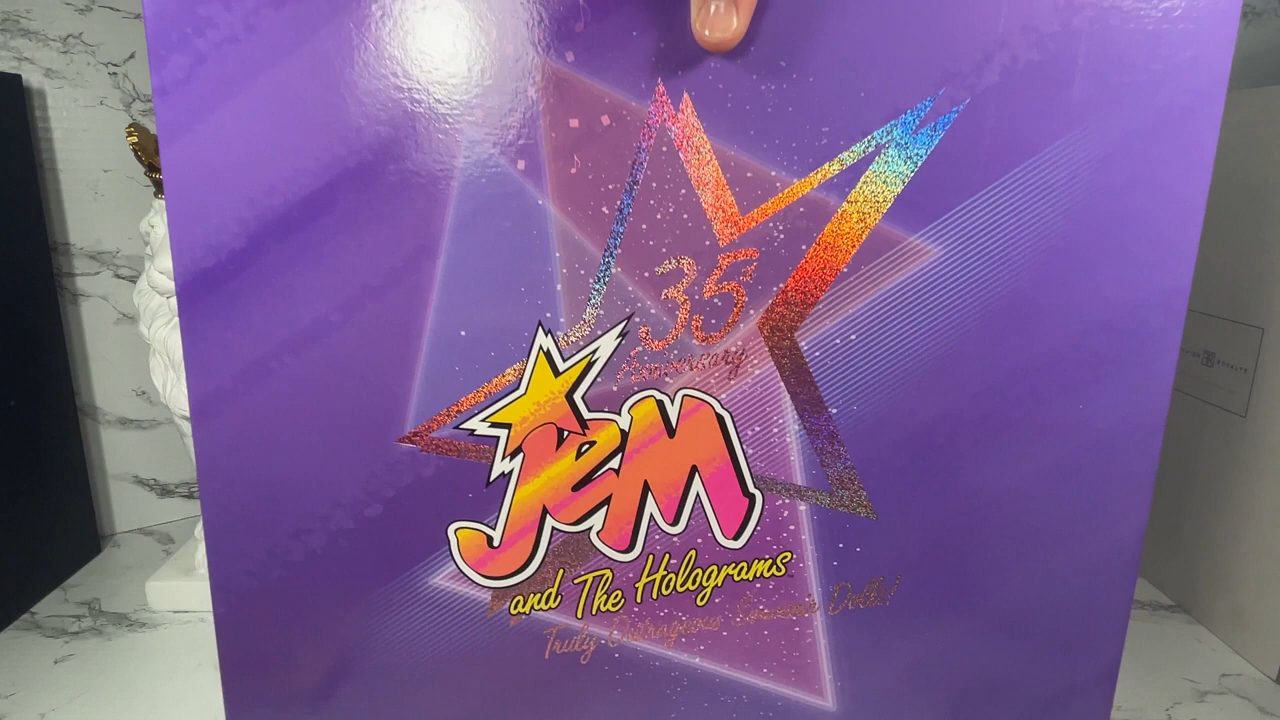 35
Anniversary
Jem
and The Holograms
Truly Outrageous Souvenir Dolls!